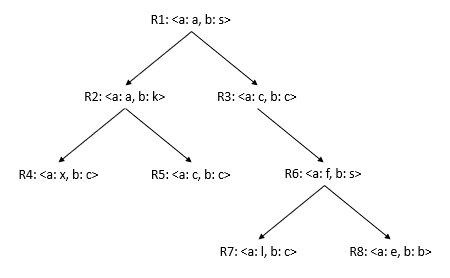 R1: <a: a, b: s>
R2: <a: a, b: k>
R3: <a: c, b: c>
R4: <a: x, b: c>
R5: <a: c, b: c>
R6: <a: f, b: s>
R7: <a: l, b: c>
R8: <a: e, b: b>